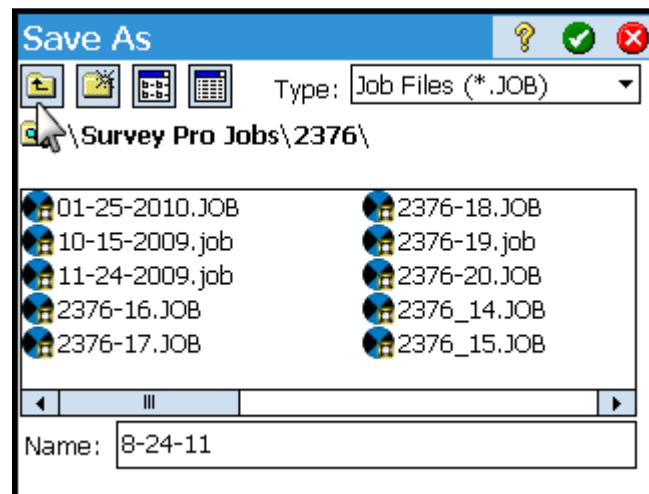 Save As
Type: Job Files (*.JOB)
\Survey Pro Jobs\2376\
01-25-2010.JOB
10-15-2009.job
11-24-2009.job
2376-16.JOB
2376-17.JOB
2376-18.JOB
2376-19.job
2376-20.JOB
2376_14.JOB
2376_15.JOB
Name: 8-24-11